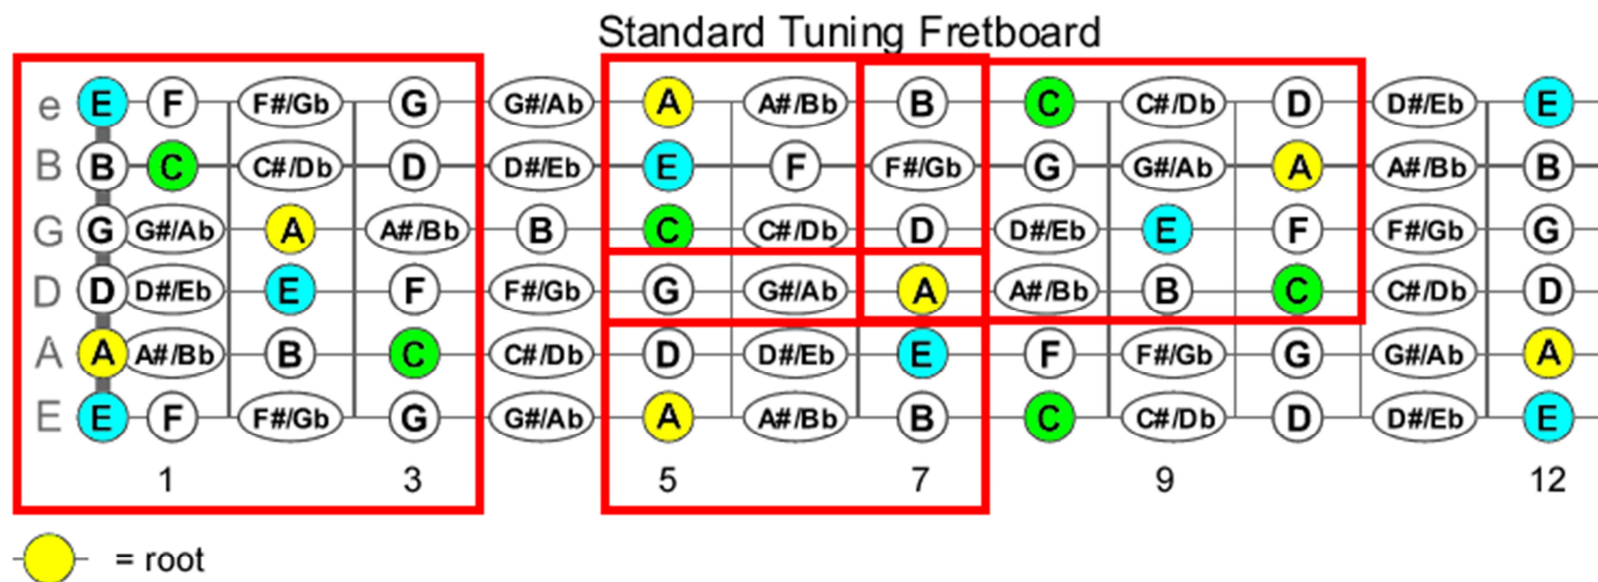 Standard Tuning Fretboard
e E F F#/Gb G G#/Ab A A#/Bb B C C#/Db D D#/Eb E
B B C C#/Db D D#/Eb E F F#/Gb G G#/Ab A A#/Bb B
G G G#/Ab A A#/Bb B C C#/Db D D#/Eb E F F#/Gb G
D D D#/Eb E F F#/Gb G G#/Ab A A#/Bb B C C#/Db D
A A A#/Bb B C C#/Db D D#/Eb E F F#/Gb G G#/Ab A
E E F F#/Gb G G#/Ab A A#/Bb B C C#/Db D D#/Eb E
1 3 5 7 9 12
= root